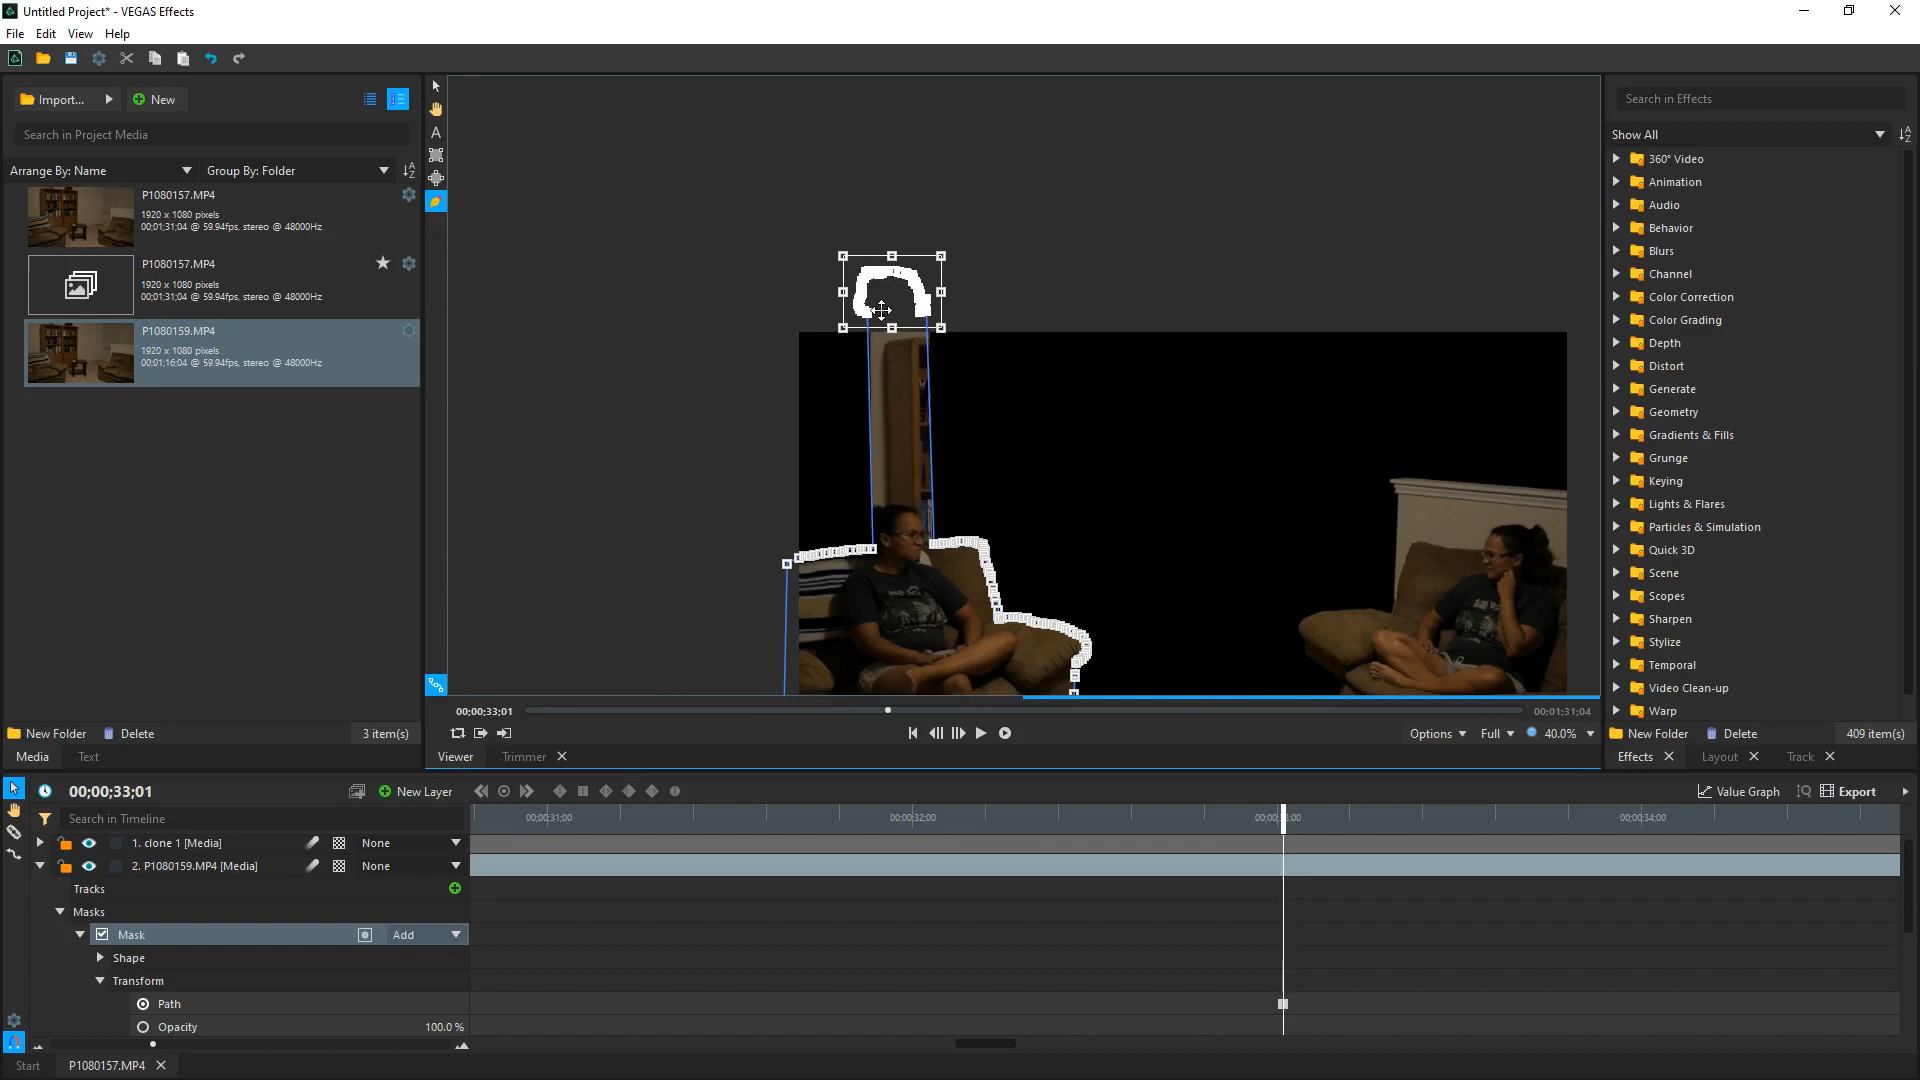 Untitled Project* - VEGAS Effects
File Edit View Help
Import... New
Search in Project Media
Arrange By: Name Group By: Folder
P1080157.MP4
1920 x 1080 pixels
00;01;31;04 @ 59.94fps, stereo @ 48000Hz
P1080157.MP4
1920 x 1080 pixels
00;01;31;04 @ 59.94fps, stereo @ 48000Hz
P1080159.MP4
1920 x 1080 pixels
00;01;16;04 @ 59.94fps, stereo @ 48000Hz
New Folder Delete 3 item(s)
Media Text
A
00;00;33;01 00;01;31;04
Options Full 40.0%
Viewer Trimmer
Search in Effects
Show All
360° Video
Animation
Audio
Behavior
Blurs
Channel
Color Correction
Color Grading
Depth
Distort
Generate
Geometry
Gradients & Fills
Grunge
Keying
Lights & Flares
Particles & Simulation
Quick 3D
Scene
Scopes
Sharpen
Stylize
Temporal
Video Clean-up
Warp
New Folder Delete 409 item(s)
Effects Layout Track
00;00;33;01 New Layer Value Graph Export
Search in Timeline 00;00;31;00 00;00;32;00 00;00;34;00
1. clone 1 [Media] None
2. P1080159.MP4 [Media] None
Tracks
Masks
Mask Add
Shape
Transform
Path
Opacity 100.0 %
Start P1080157.MP4